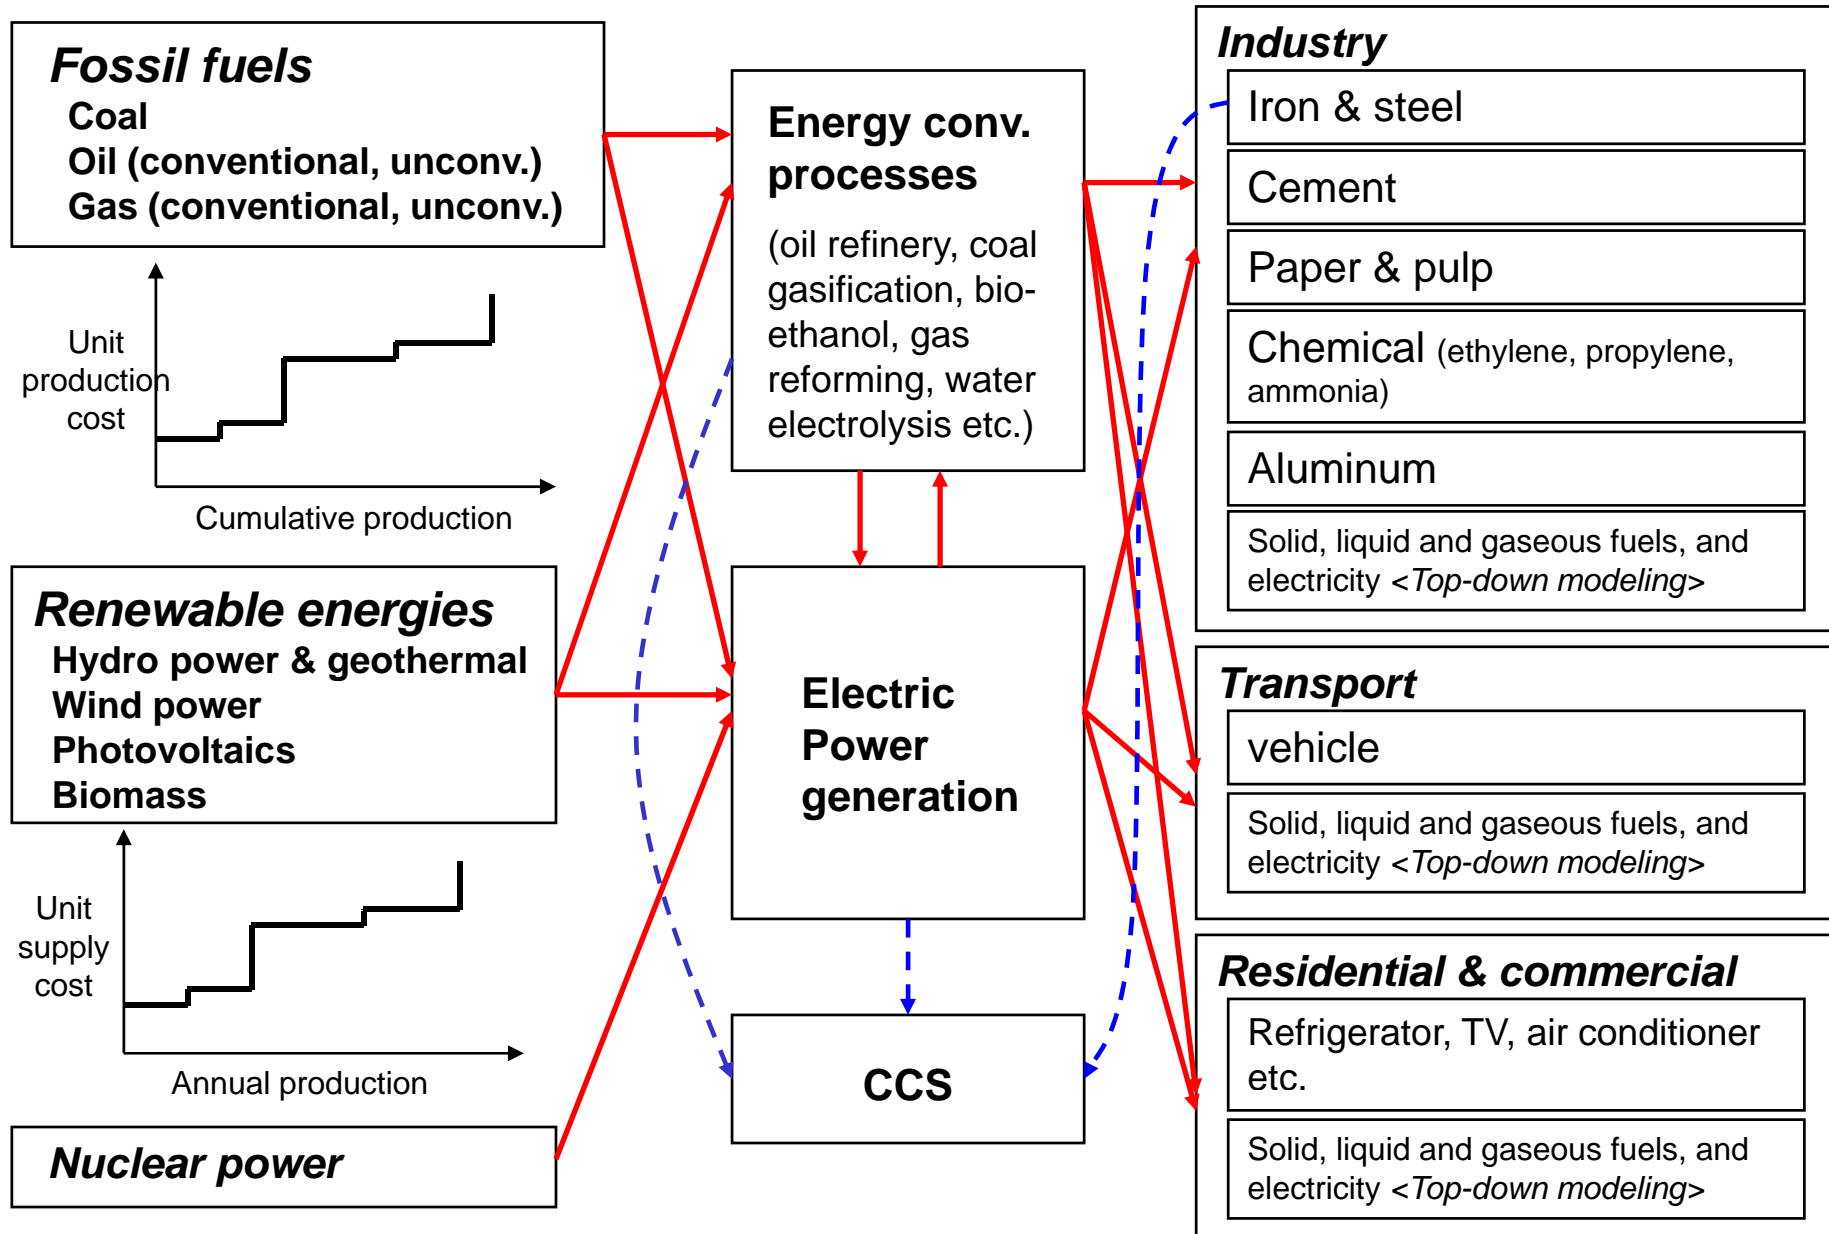 Fossil fuels
Coal
Oil (conventional, unconv.)
Gas (conventional, unconv.)
Unit
production
cost
Cumulative production
Renewable energies
Hydro power & geothermal
Wind power
Photovoltaics
Biomass
Unit
supply
cost
Annual production
Nuclear power
Energy conv.
processes
(oil refinery, coal
gasification, bio-
ethanol, gas
reforming, water
electrolysis etc.)
Electric
Power
generation
CCS
Industry
Iron & steel
Cement
Paper & pulp
Chemical (ethylene, propylene,
ammonia)
Aluminum
Solid, liquid and gaseous fuels, and
electricity <Top-down modeling>
Transport
vehicle
Solid, liquid and gaseous fuels, and
electricity <Top-down modeling>
Residential & commercial
Refrigerator, TV, air conditioner
etc.
Solid, liquid and gaseous fuels, and
electricity <Top-down modeling>